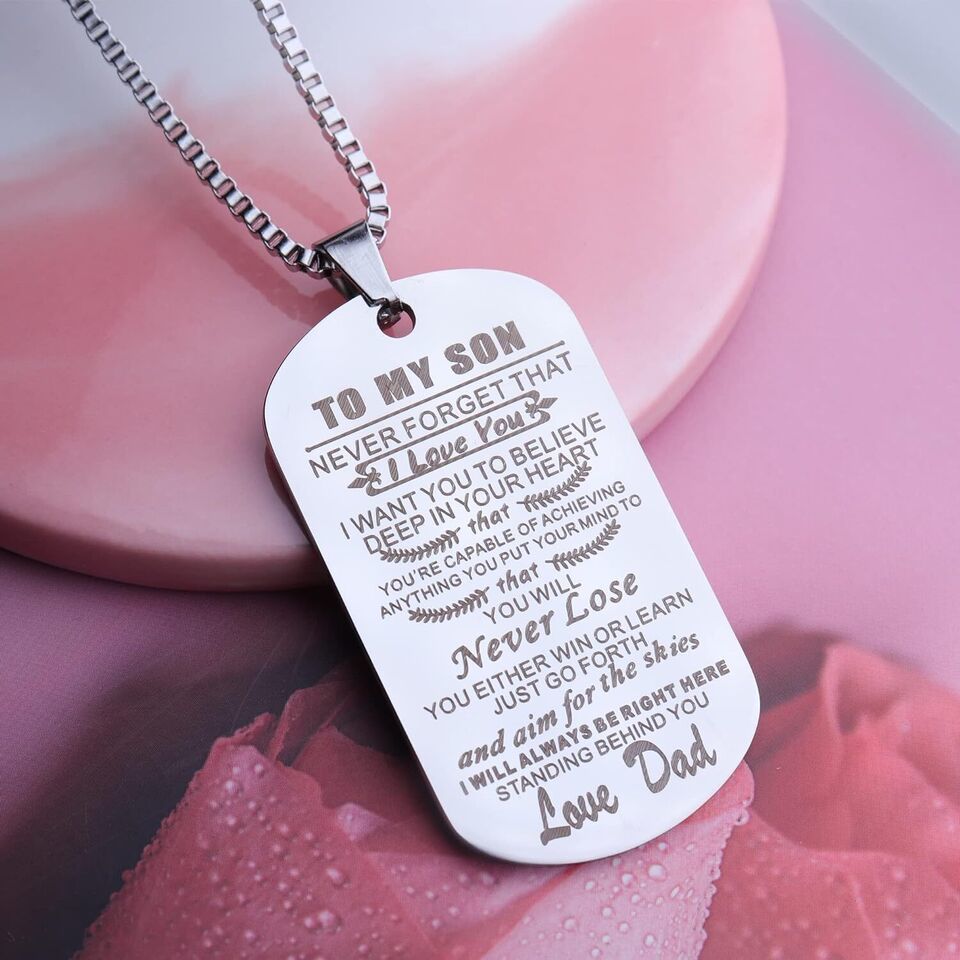 TO MY SON
NEVER FORGET THAT
I Love You
I WANT YOU TO BELIEVE
DEEP IN YOUR HEART
that
YOU'RE CAPABLE OF ACHIEVING
ANYTHING YOU PUT YOUR MIND TO
that
YOU WILL
Never Lose
YOU EITHER WIN OR LEARN
JUST GO FORTH
and aim for the skies
I WILL ALWAYS BE RIGHT HERE
STANDING BEHIND YOU
Love Dad